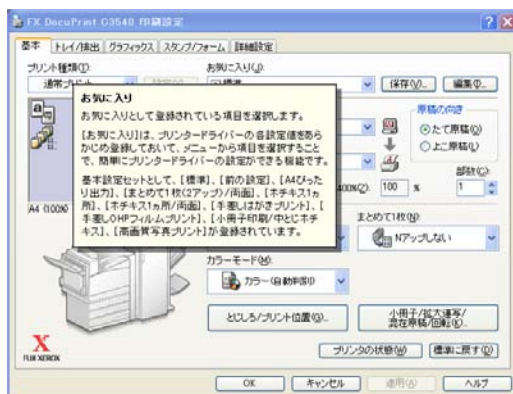 FX DocuPrint C3540 印刷設定
基本 トレイ/排出 グラフィックス スタンプ/フォーム 詳細設定
プリント種類(D): お気に入り(J):
通常プリント 標準 保存(V)... 編集(I)...
お気に入り
お気に入りとして登録されている項目を選択します。
[お気に入り]は、プリンタードライバーの各設定値をあら
かじめ登録しておいて、メニューから項目を選択すること
で、簡単にプリンタードライバーの設定ができる機能です。
基本設定セットとして、[標準]、[前の設定]、[A4ぴった
り出力]、[まとめて1枚(2アップ)/両面]、[ホチキス1ヵ
所]、[ホチキス1ヵ所/両面]、[手差しはがきプリント]、[
手差しOHPフィルムプリント]、[小冊子印刷/中とじホチ
キス]、[高画質写真プリント]が登録されています。
原稿の向き
たて原稿(Q)
よこ原稿(L)
部数(C):
400%(Z): 100 % 1
A4 (100%)
まとめて1枚(N):
Nアップしない
カラーモード(M):
カラー(自動判別)
とじしろ/プリント位置(G)...
小冊子/拡大連写/
混在原稿/回転(K)...
X
FUJI XEROX
プリンタの状態(W) 標準に戻す(D)
OK キャンセル 適用(A) ヘルプ